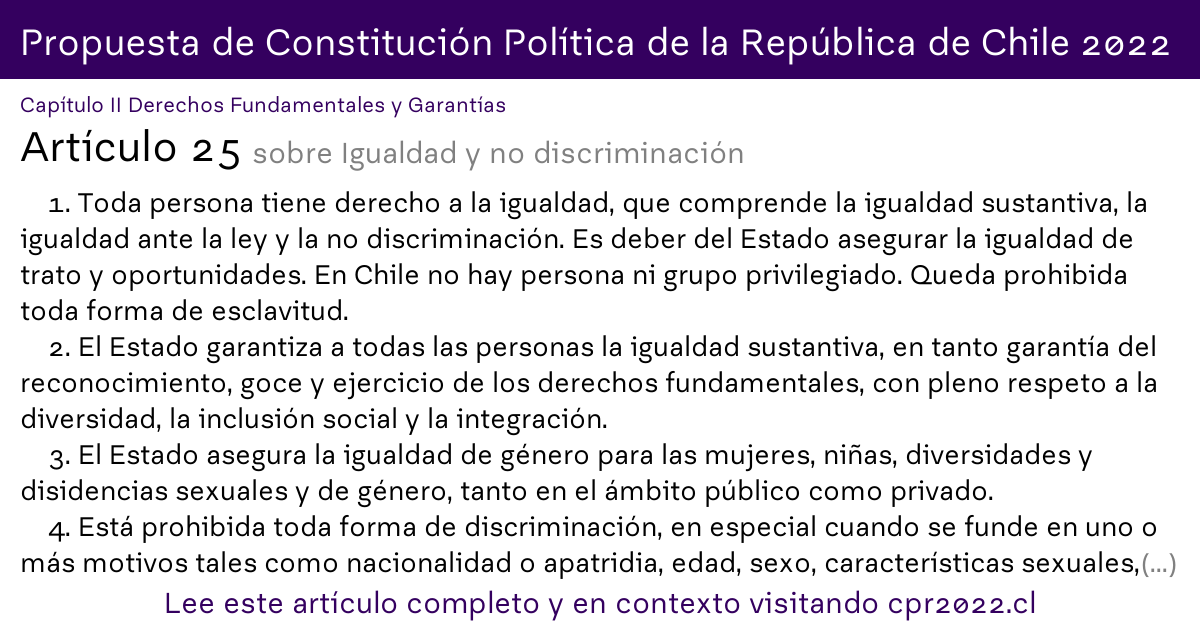 Propuesta de Constitución Política de la República de Chile 2022
Capítulo II Derechos Fundamentales y Garantías
Artículo 25 sobre Igualdad y no discriminación
1. Toda persona tiene derecho a la igualdad, que comprende la igualdad sustantiva, la
igualdad ante la ley y la no discriminación. Es deber del Estado asegurar la igualdad de
trato y oportunidades. En Chile no hay persona ni grupo privilegiado. Queda prohibida
toda forma de esclavitud.
2. El Estado garantiza a todas las personas la igualdad sustantiva, en tanto garantía del
reconocimiento, goce y ejercicio de los derechos fundamentales, con pleno respeto a la
diversidad, la inclusión social y la integración.
3. El Estado asegura la igualdad de género para las mujeres, niñas, diversidades y
disidencias sexuales y de género, tanto en el ámbito público como privado.
4. Está prohibida toda forma de discriminación, en especial cuando se funde en uno o
más motivos tales como nacionalidad o apatridia, edad, sexo, características sexuales,(...)
Lee este artículo completo y en contexto visitando cpr2022.cl